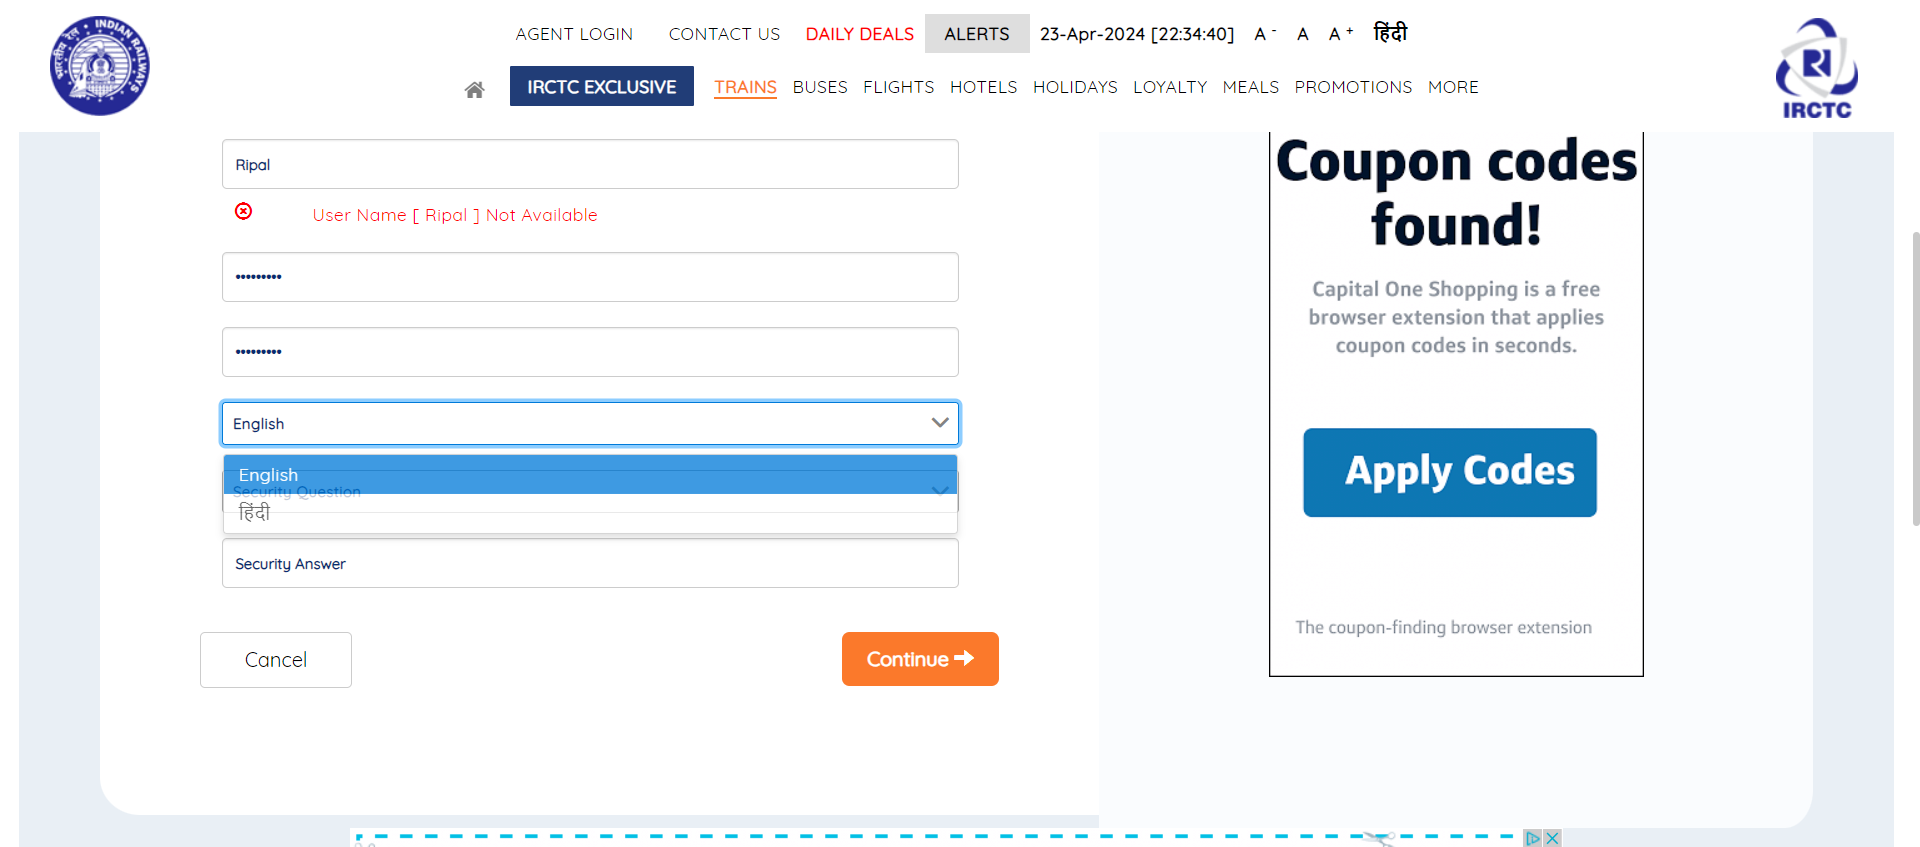 INDIAN RAILWAYS
भारतीय रेल
AGENT LOGIN CONTACT US DAILY DEALS ALERTS 23-Apr-2024 [22:34:40] A - A A + हिंदी
IRCTC EXCLUSIVE TRAINS BUSES FLIGHTS HOTELS HOLIDAYS LOYALTY MEALS PROMOTIONS MORE
IRCTC
Ripal
User Name [ Ripal ] Not Available
•••••••••
•••••••••
English
English
Security Question
हिंदी
Security Answer
Cancel
Continue
Coupon codes
found!
Capital One Shopping is a free
browser extension that applies
coupon codes in seconds.
Apply Codes
The coupon-finding browser extension